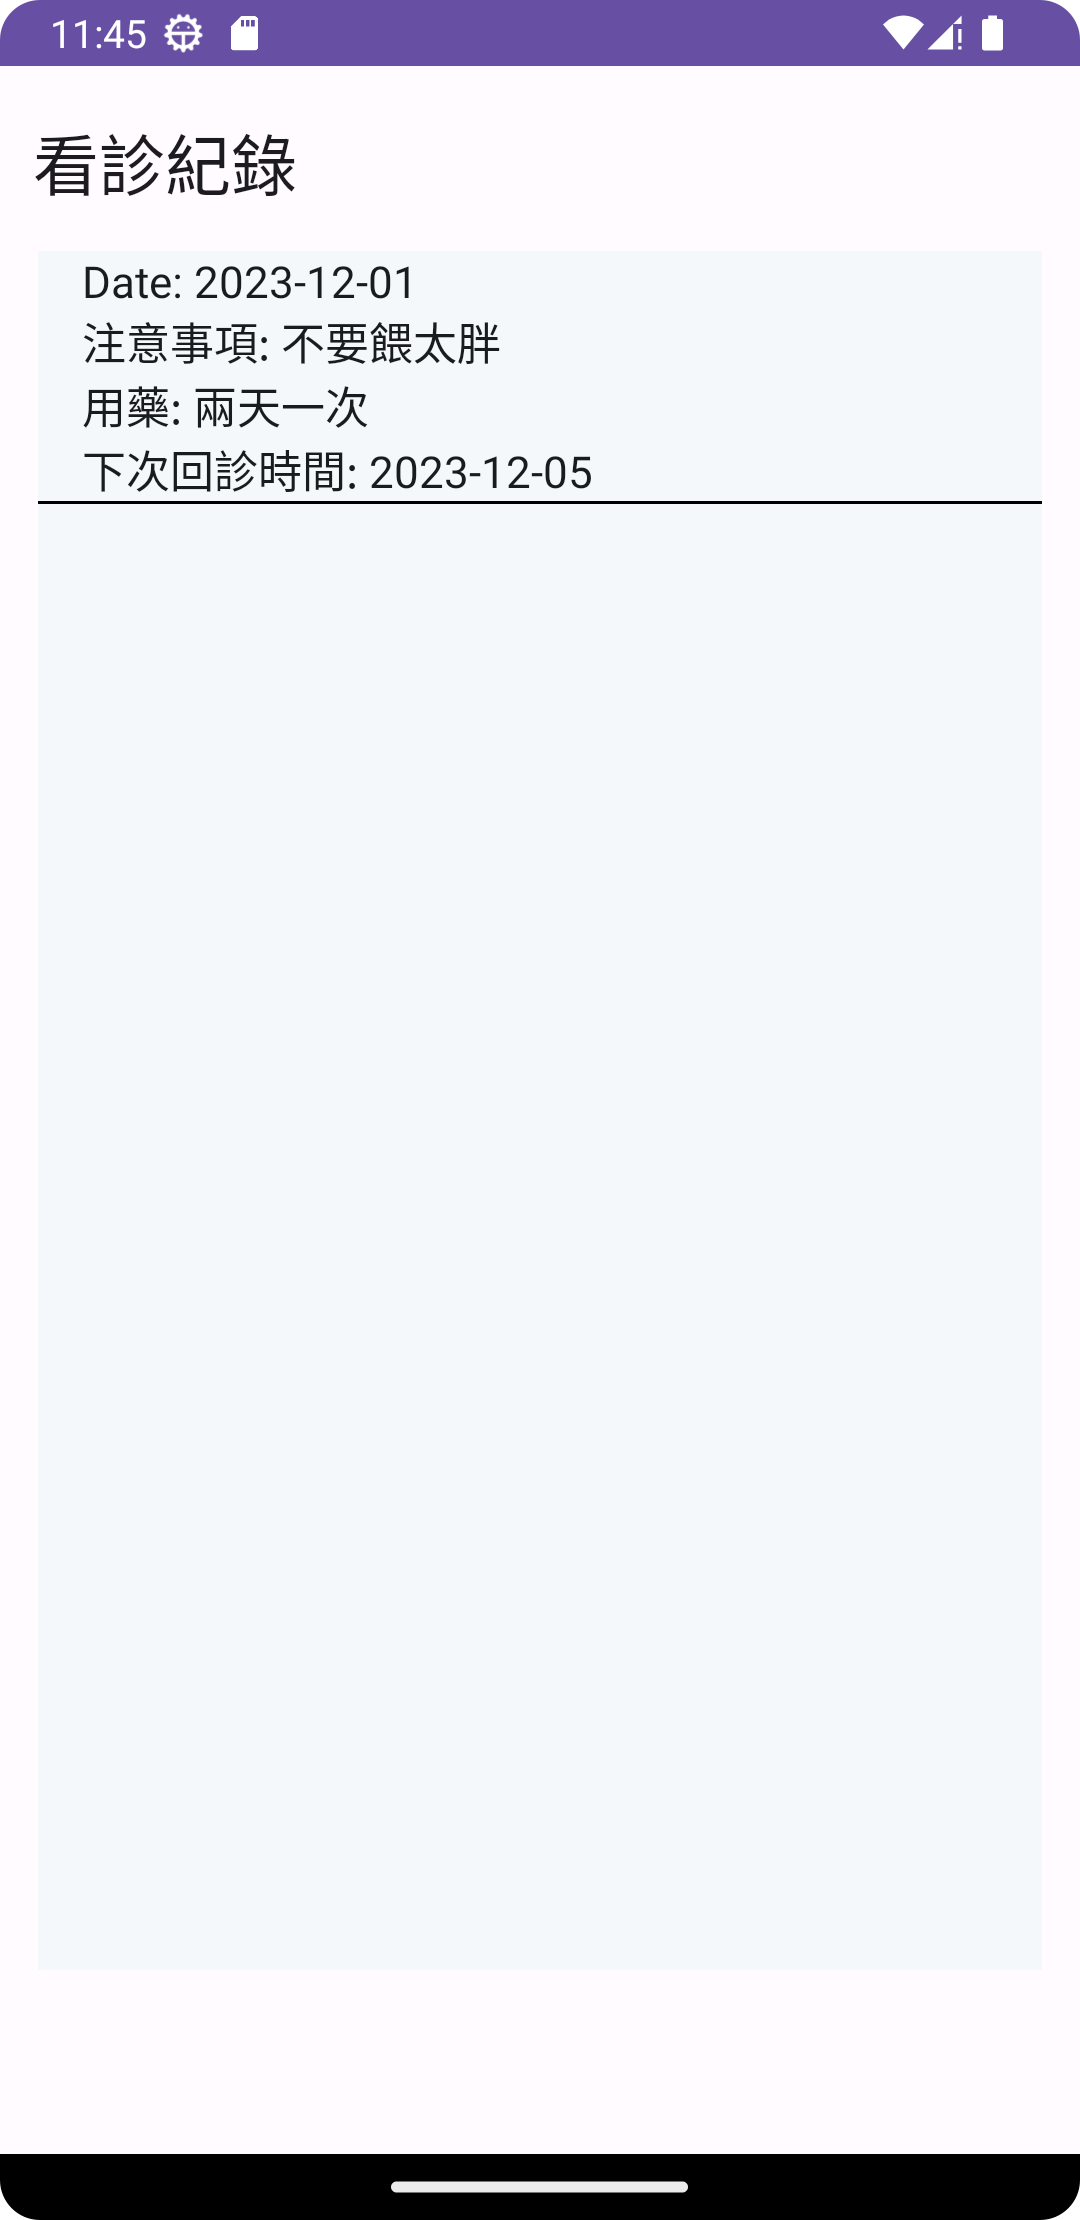 11:45
看診紀錄
Date: 2023-12-01
注意事項: 不要餵太胖
用藥: 兩天一次
下次回診時間: 2023-12-05